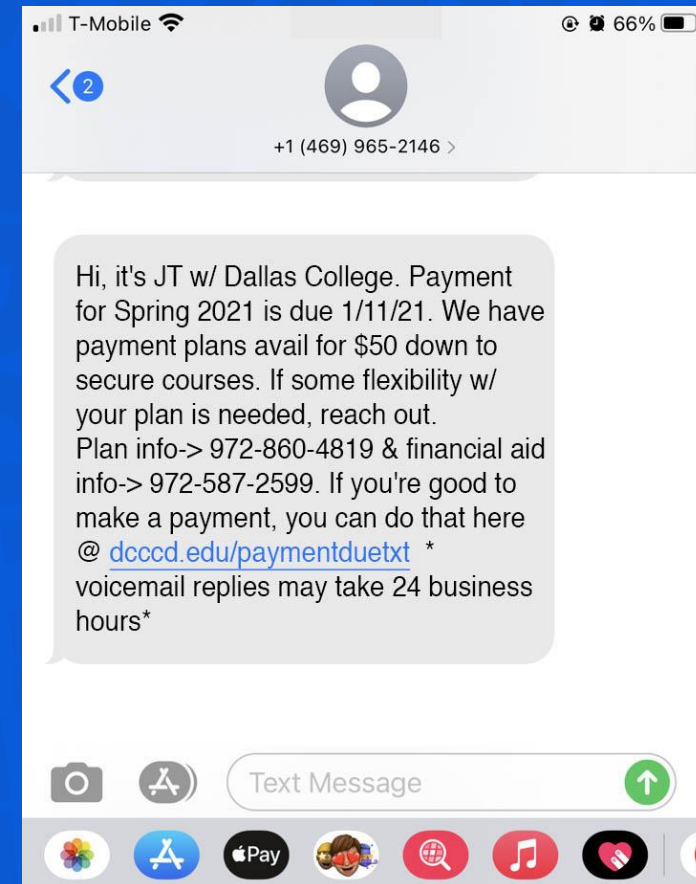 T-Mobile 66%
2
+1 (469) 965-2146 >
Hi, it's JT w/ Dallas College. Payment
for Spring 2021 is due 1/11/21. We have
payment plans avail for $50 down to
secure courses. If some flexibility w/
your plan is needed, reach out.
Plan info-> 972-860-4819 & financial aid
info-> 972-587-2599. If you're good to
make a payment, you can do that here
@ dcccd.edu/paymentduetxt *
voicemail replies may take 24 business
hours*
Text Message
Pay